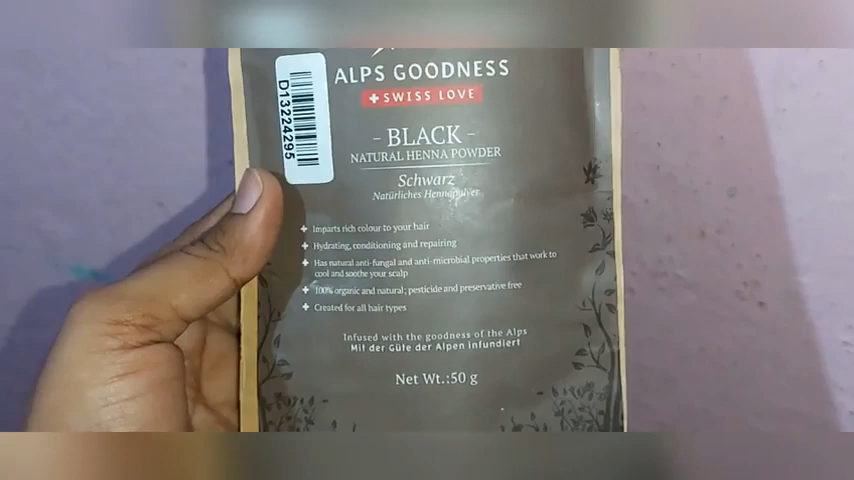 ALPS GOODNESS
SWISS LOVE
D13224295
- BLACK -
NATURAL HENNA POWDER
Schwarz
Natürliches Hennapulver
Imparts rich colour to your hair
Hydrating, conditioning and repairing
Has natural anti-fungal and anti-microbial properties that work to
cool and soothe your scalp
100% organic and natural; pesticide and preservative free
Created for all hair types
Infused with the goodness of the Alps
Mit der Güte der Alpen infundiert
Net Wt.:50 g